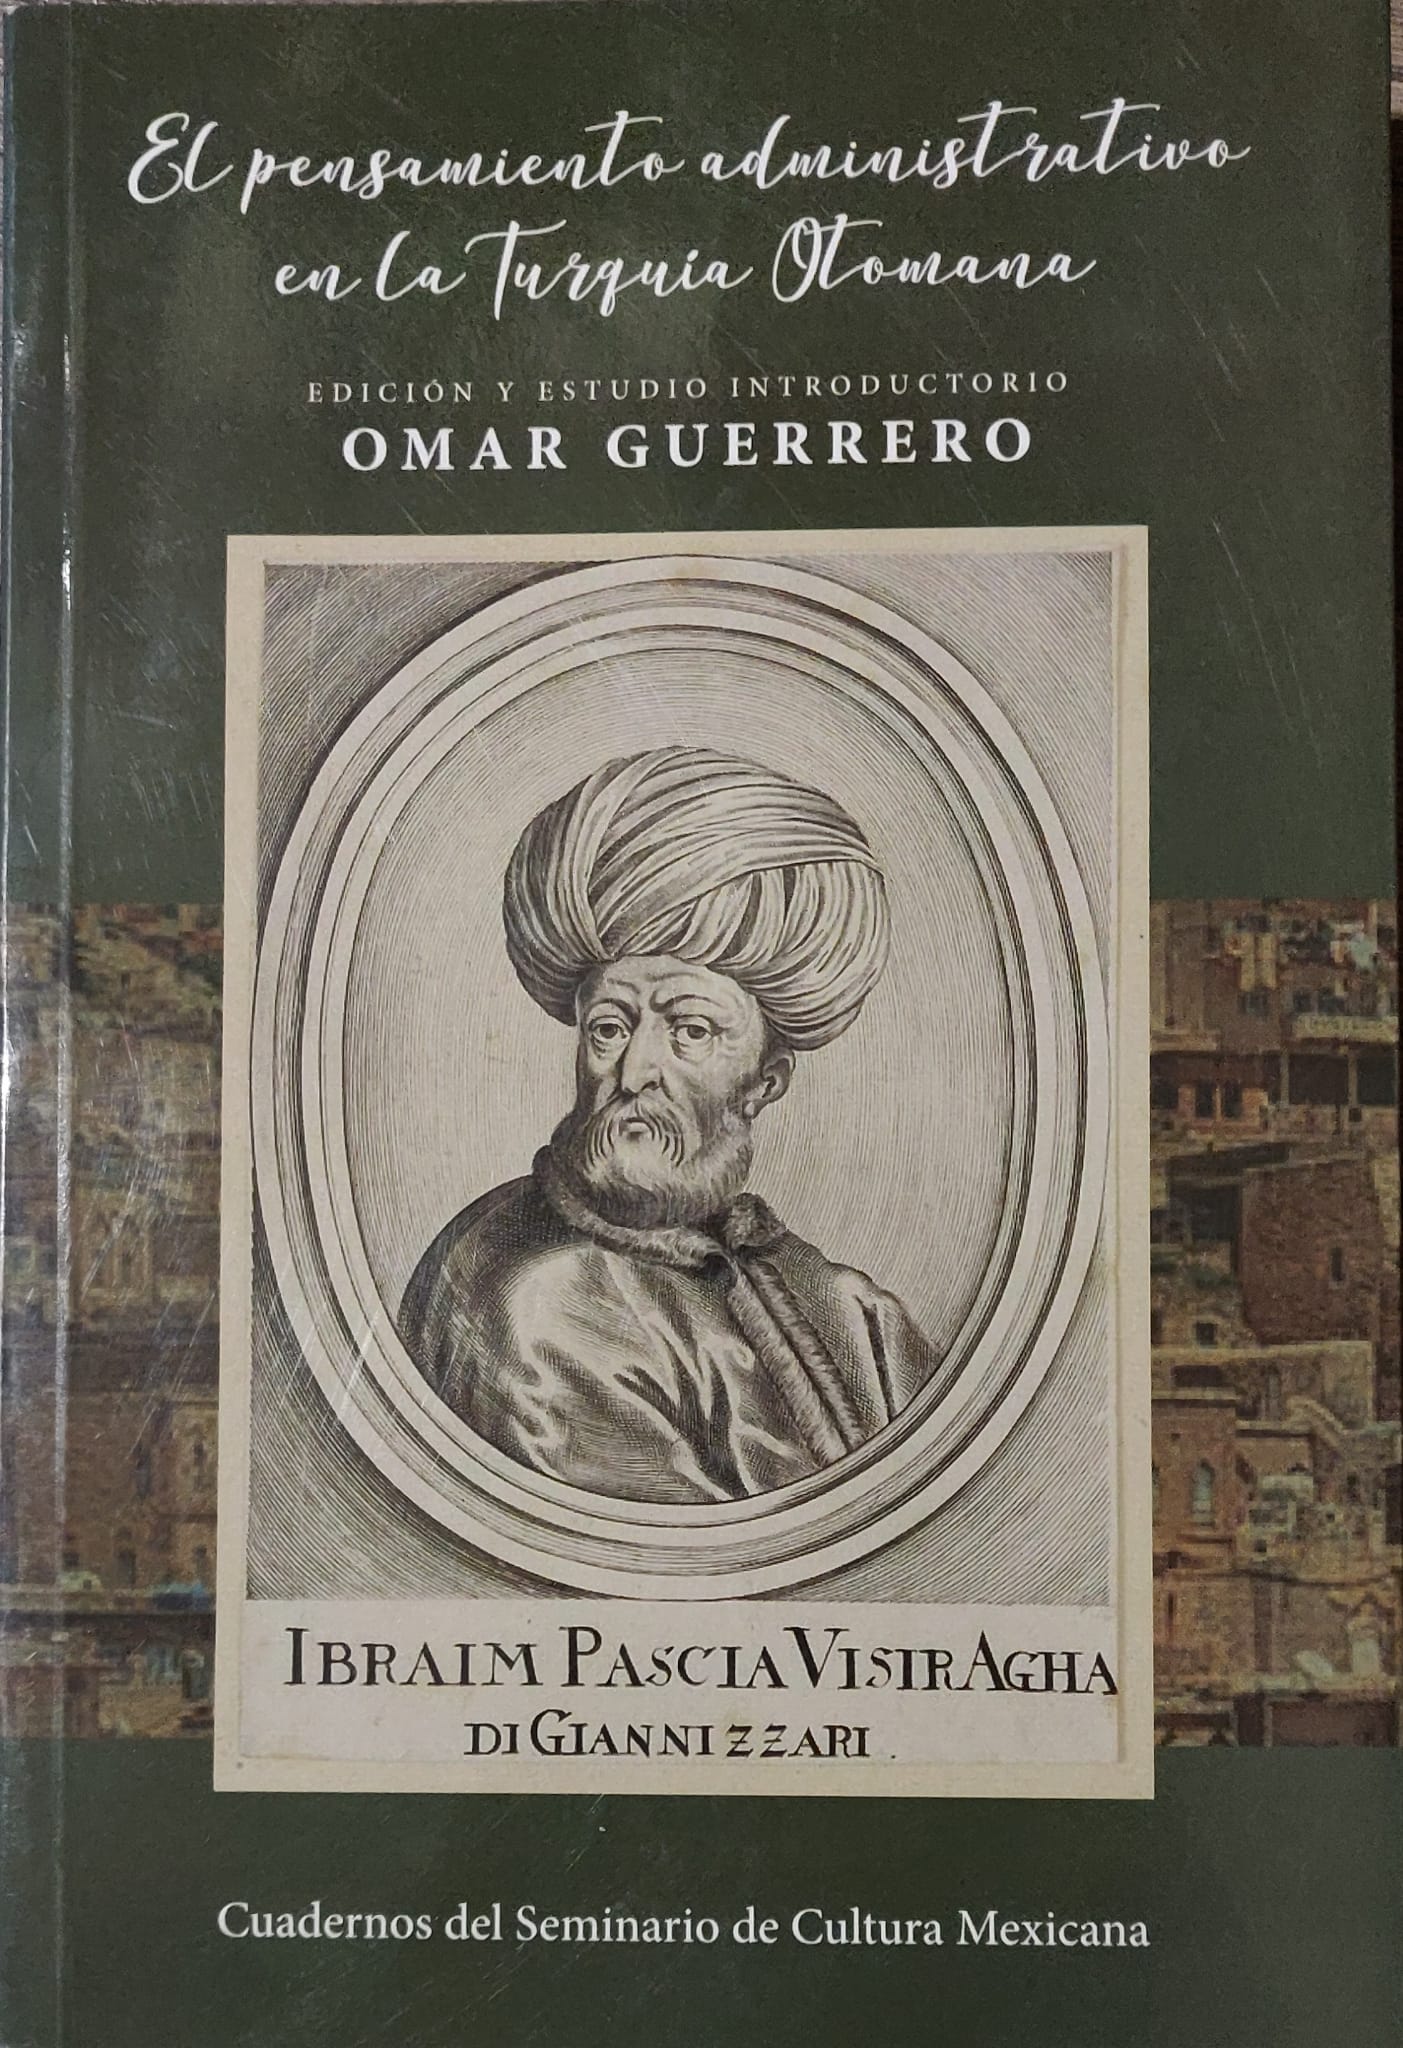 El pensamiento administrativo
en la Turquía Otomana
EDICIÓN Y ESTUDIO INTRODUCTORIO
OMAR GUERRERO
IBRAIM PASCIA VISIR AGHA
DI GIANNIZZARI .
Cuadernos del Seminario de Cultura Mexicana